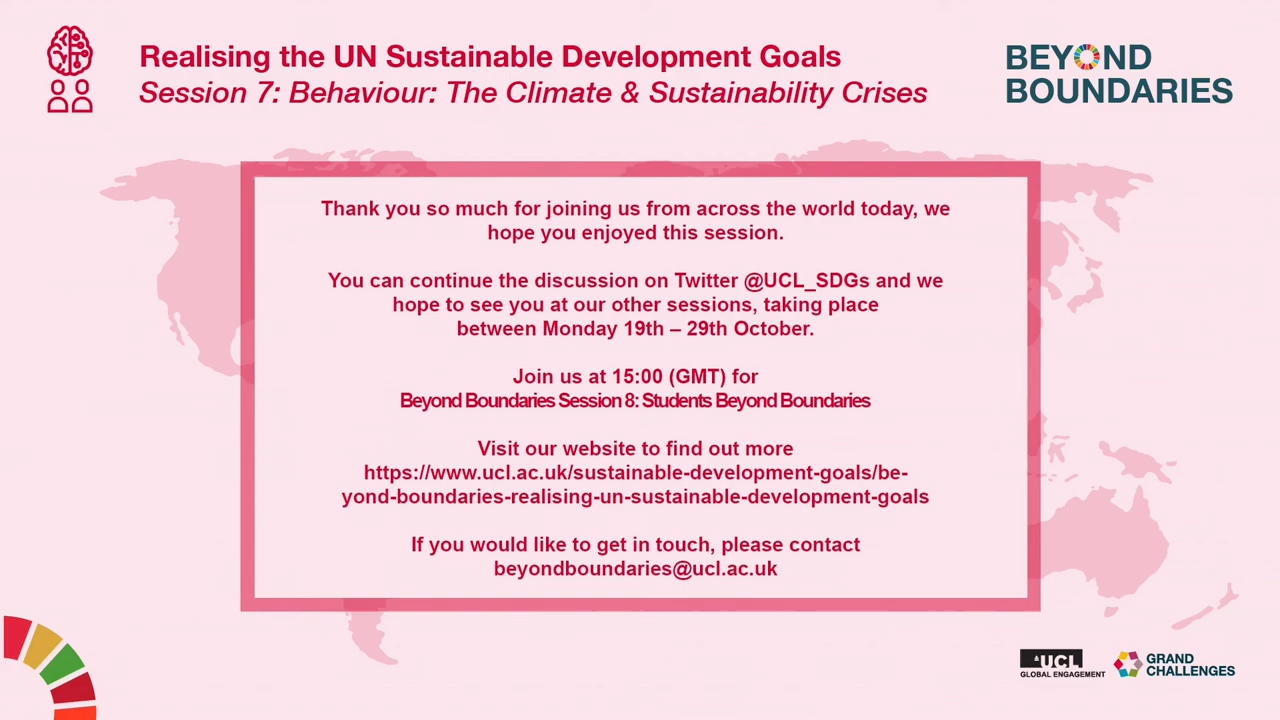 Realising the UN Sustainable Development Goals
Session 7: Behaviour: The Climate & Sustainability Crises
BEYOND
BOUNDARIES
Thank you so much for joining us from across the world today, we
hope you enjoyed this session.
You can continue the discussion on Twitter @UCL_SDGs and we
hope to see you at our other sessions, taking place
between Monday 19th – 29th October.
Join us at 15:00 (GMT) for
Beyond Boundaries Session 8: Students Beyond Boundaries
Visit our website to find out more
https://www.ucl.ac.uk/sustainable-development-goals/be-
yond-boundaries-realising-un-sustainable-development-goals
If you would like to get in touch, please contact
beyondboundaries@ucl.ac.uk
UCL
GLOBAL ENGAGEMENT
GRAND
CHALLENGES